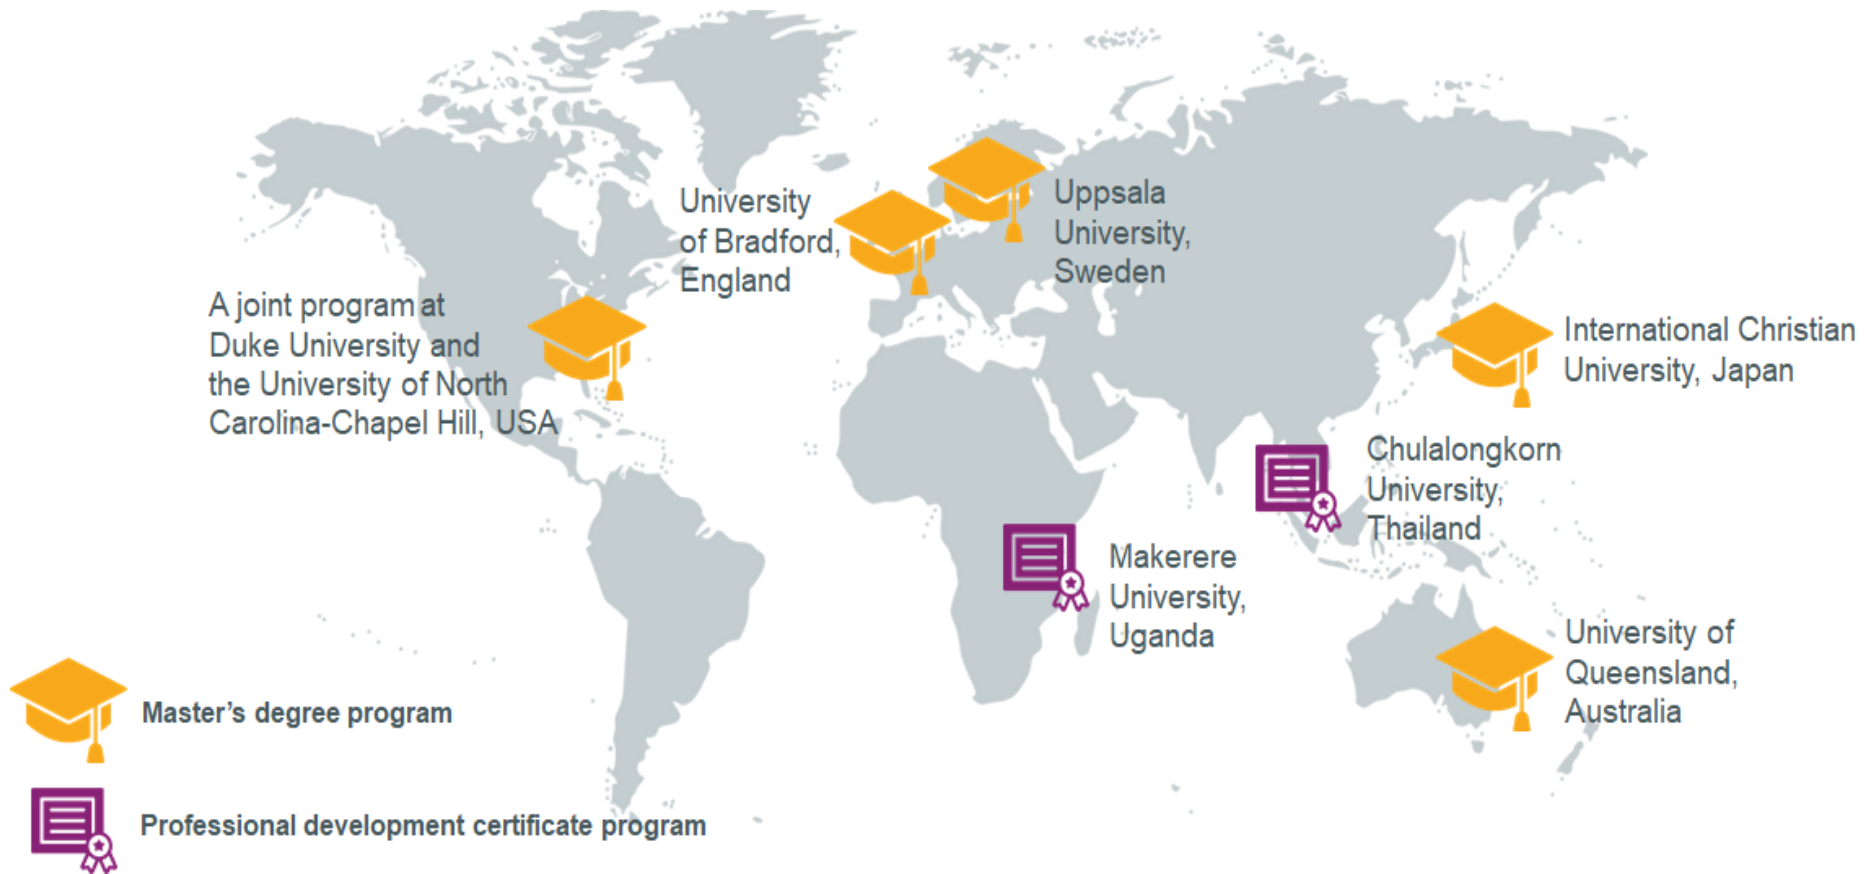 University
of Bradford,
England
Uppsala
University,
Sweden
A joint program at
Duke University and
the University of North
Carolina-Chapel Hill, USA
International Christian
University, Japan
Chulalongkorn
University,
Thailand
Makerere
University,
Uganda
University of
Queensland,
Australia
Master's degree program
Professional development certificate program